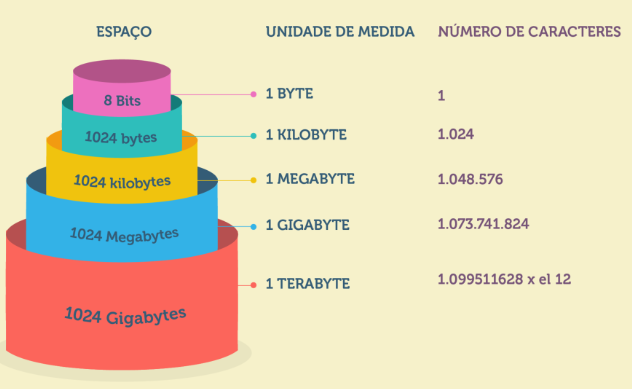 ESPAÇO UNIDADE DE MEDIDA NÚMERO DE CARACTERES
8 Bits 1 BYTE 1
1024 bytes 1 KILOBYTE 1.024
1024 kilobytes 1 MEGABYTE 1.048.576
1024 Megabytes 1 GIGABYTE 1.073.741.824
1024 Gigabytes 1 TERABYTE 1.099511628 x el 12